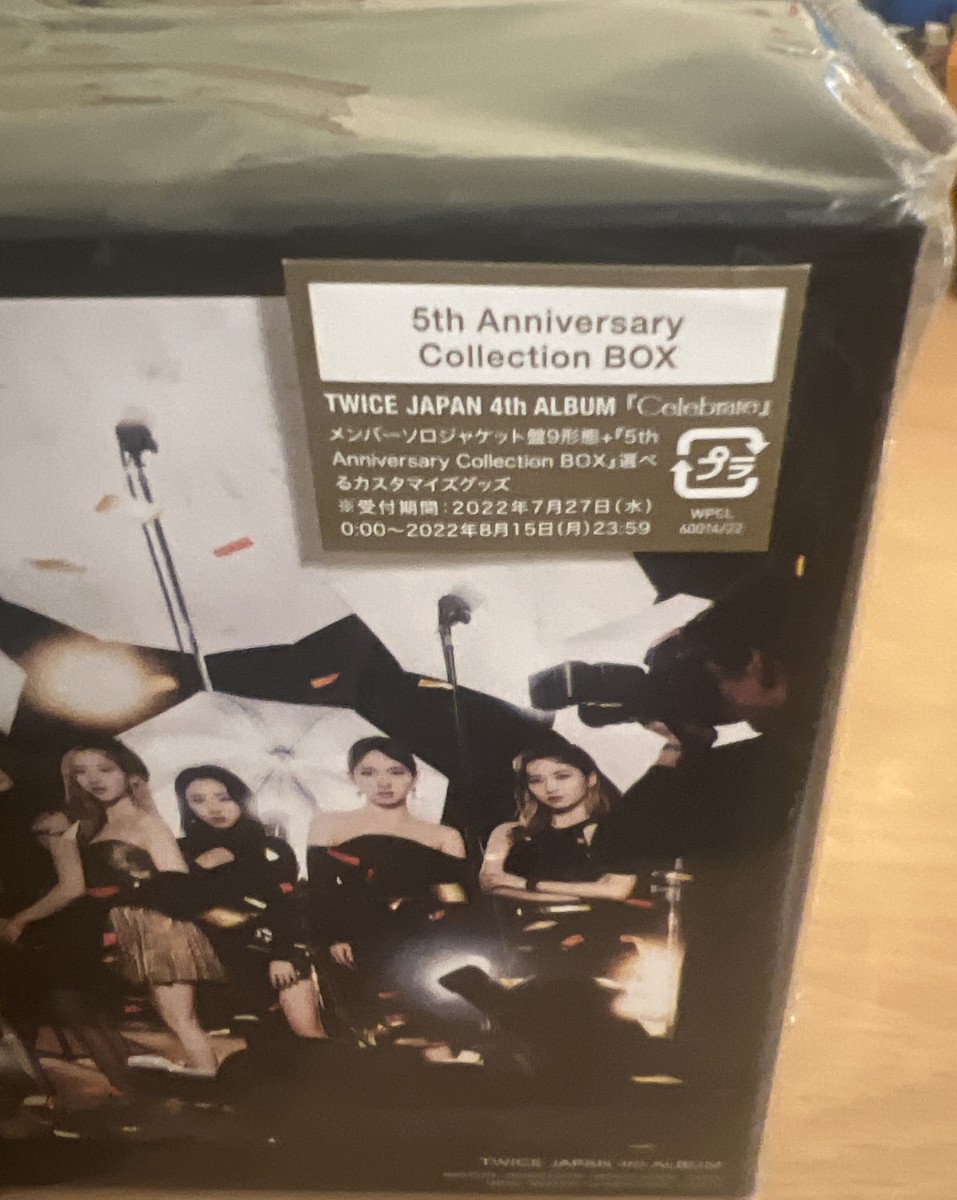 5th Anniversary
Collection BOX
TWICE JAPAN 4th ALBUM『Celebrate』
メンバーソロジャケット盤9形態+『5th
Anniversary Collection BOX』選べ
るカスタマイズグッズ
※受付期間:2022年7月27日(水)
0:00～2022年8月15日(月)23:59
プラ
WPCL
60014/22
TWICE JAPAN 4th ALBUM